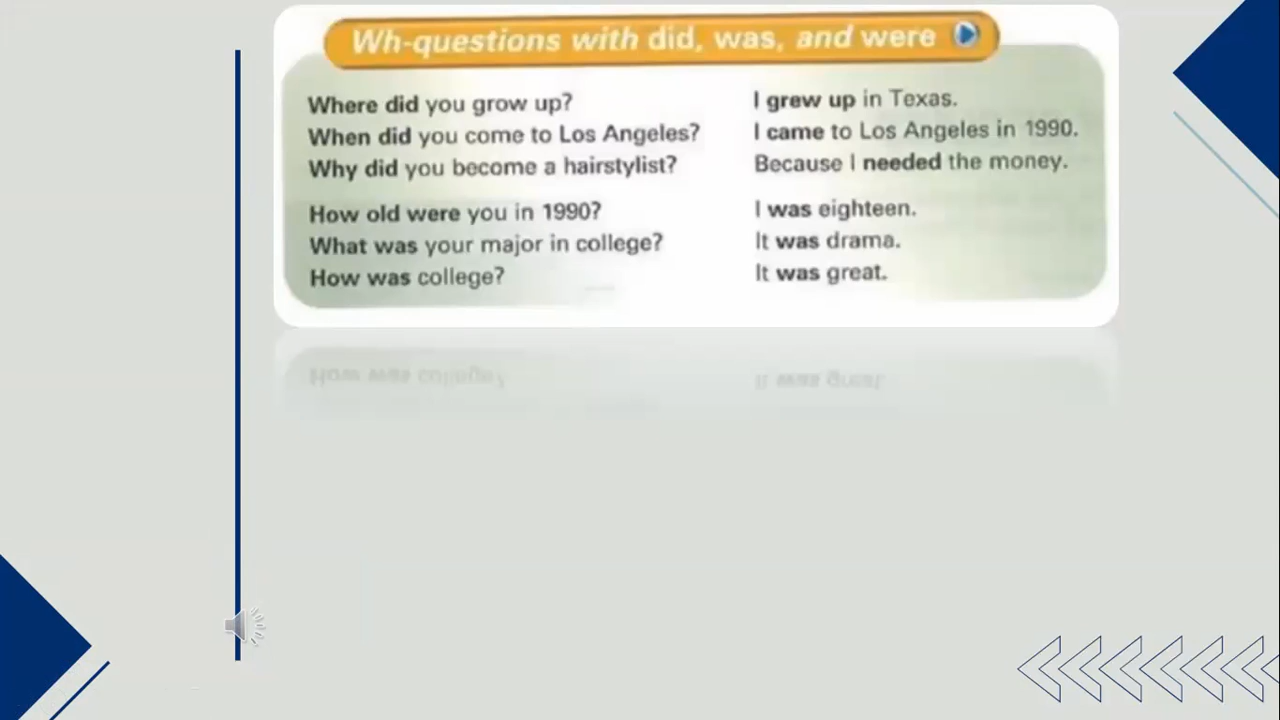 Wh-questions with did, was, and were
Where did you grow up? I grew up in Texas.
When did you come to Los Angeles? I came to Los Angeles in 1990.
Why did you become a hairstylist? Because I needed the money.
How old were you in 1990? I was eighteen.
What was your major in college? It was drama.
How was college? It was great.